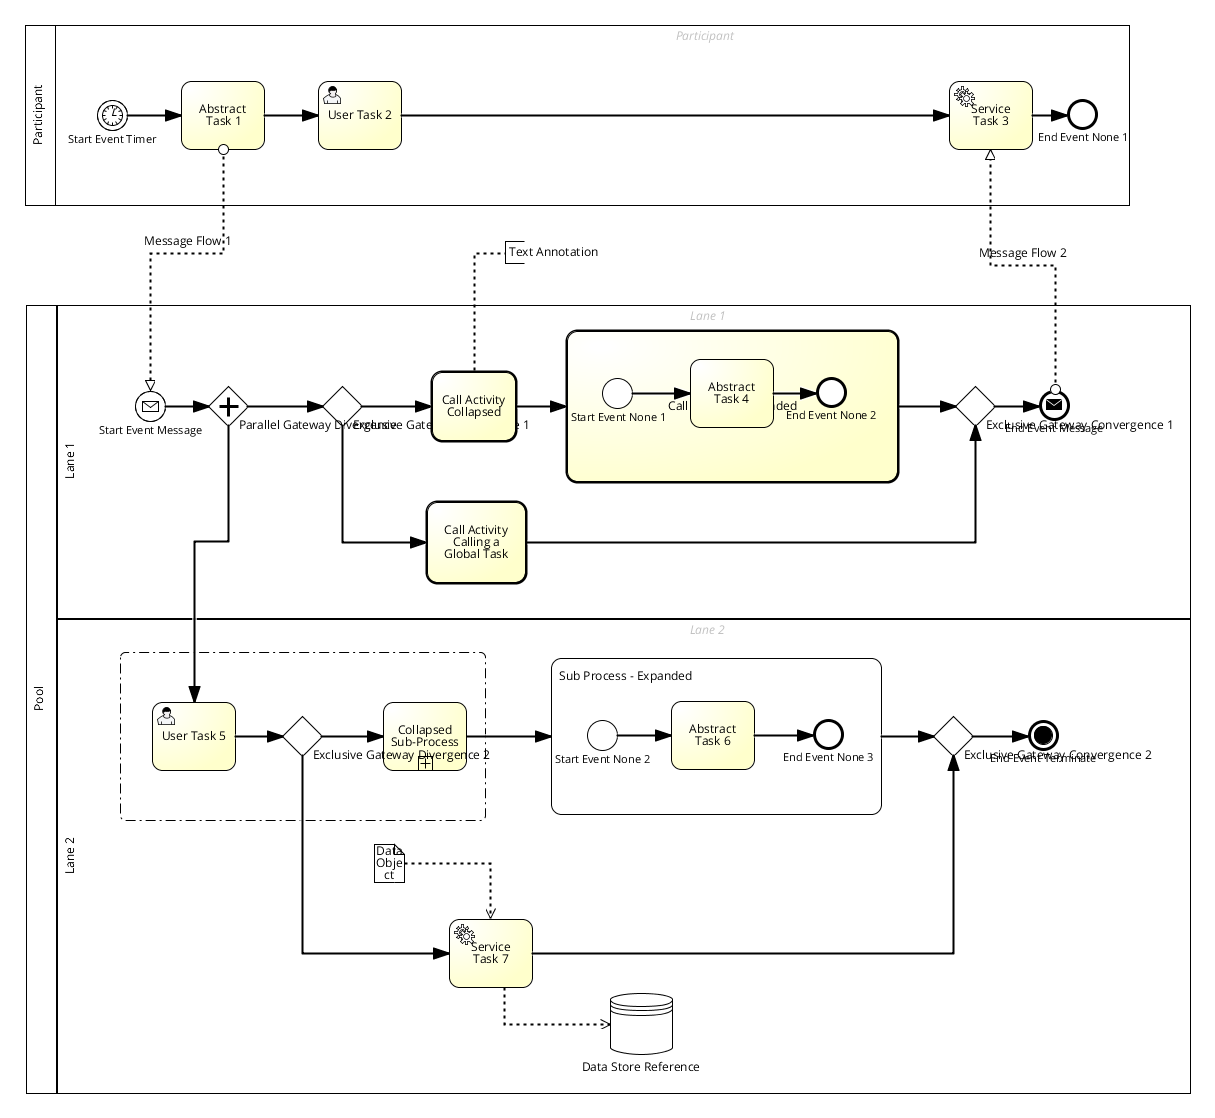 Participant
Participant
Abstract
Task 1
User Task 2
Service
Task 3
Start Event Timer
End Event None 1
Message Flow 1
Text Annotation
Message Flow 2
Pool
Lane 1
Lane 1
Call Activity
Collapsed
Abstract
Task 4
Start Event None 1
Call
nded
End Event None 2
Start Event Message
Parallel Gateway Divergence
Exclusive Gate
e 1
Exclusive Gateway Convergence 1
End Event Message
Call Activity
Calling a
Global Task
Lane 2
Lane 2
Sub Process - Expanded
User Task 5
Collapsed
Sub-Process
Exclusive Gateway Divergence 2
Abstract
Task 6
Start Event None 2
End Event None 3
Exclusive Gateway Convergence 2
End Event Terminate
Data
Obje
ct
Service
Task 7
Data Store Reference